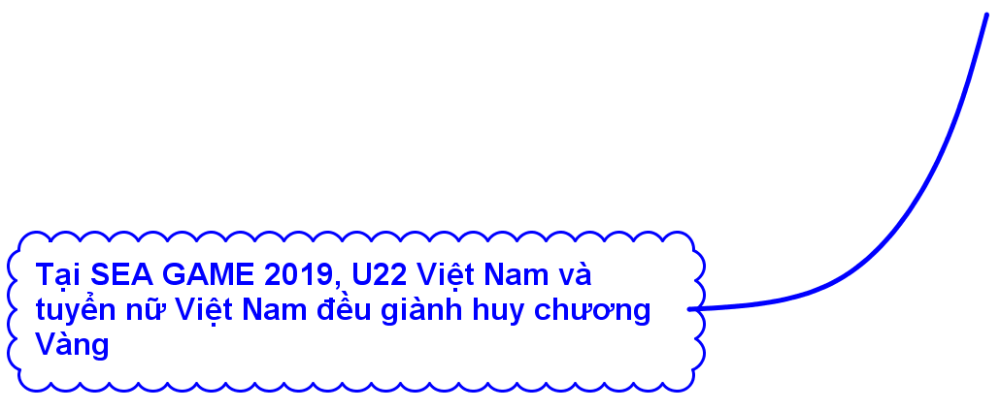 Tại SEA GAME 2019, U22 Việt Nam và
tuyển nữ Việt Nam đều giành huy chương
Vàng